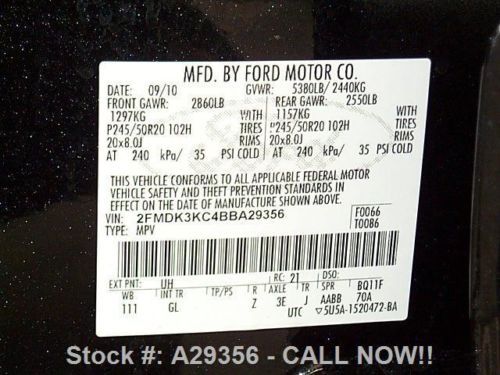 MFD. BY FORD MOTOR CO.
DATE: 09/10 GVWR: 5380LB/ 2440KG
FRONT GAWR: 2860LB REAR GAWR: 2550LB
1297KG WITH 1157KG WITH
P245/50R20 102H TIRES P245/50R20 102H TIRES
20x8.0J RIMS 20x8.0J RIMS
AT 240 kPa/ 35 PSI COLD AT 240 kPa/ 35 PSI COLD
THIS VEHICLE CONFORMS TO ALL APPLICABLE FEDERAL MOTOR
VEHICLE SAFETY AND THEFT PREVENTION STANDARDS IN
EFFECT ON THE DATE OF MANUFACTURE SHOWN ABOVE.
VIN: 2FMDK3KC4BBA29356 F0066
TYPE: MPV T0086
EXT PNT: UH RC: 21 DSO:
WB INT TR R AXLE TR SPR BQ11F
111 GL Z 3E J AABB 70A
UTC ▽5U5A-1520472-BA
Stock #: A29356 - CALL NOW!!